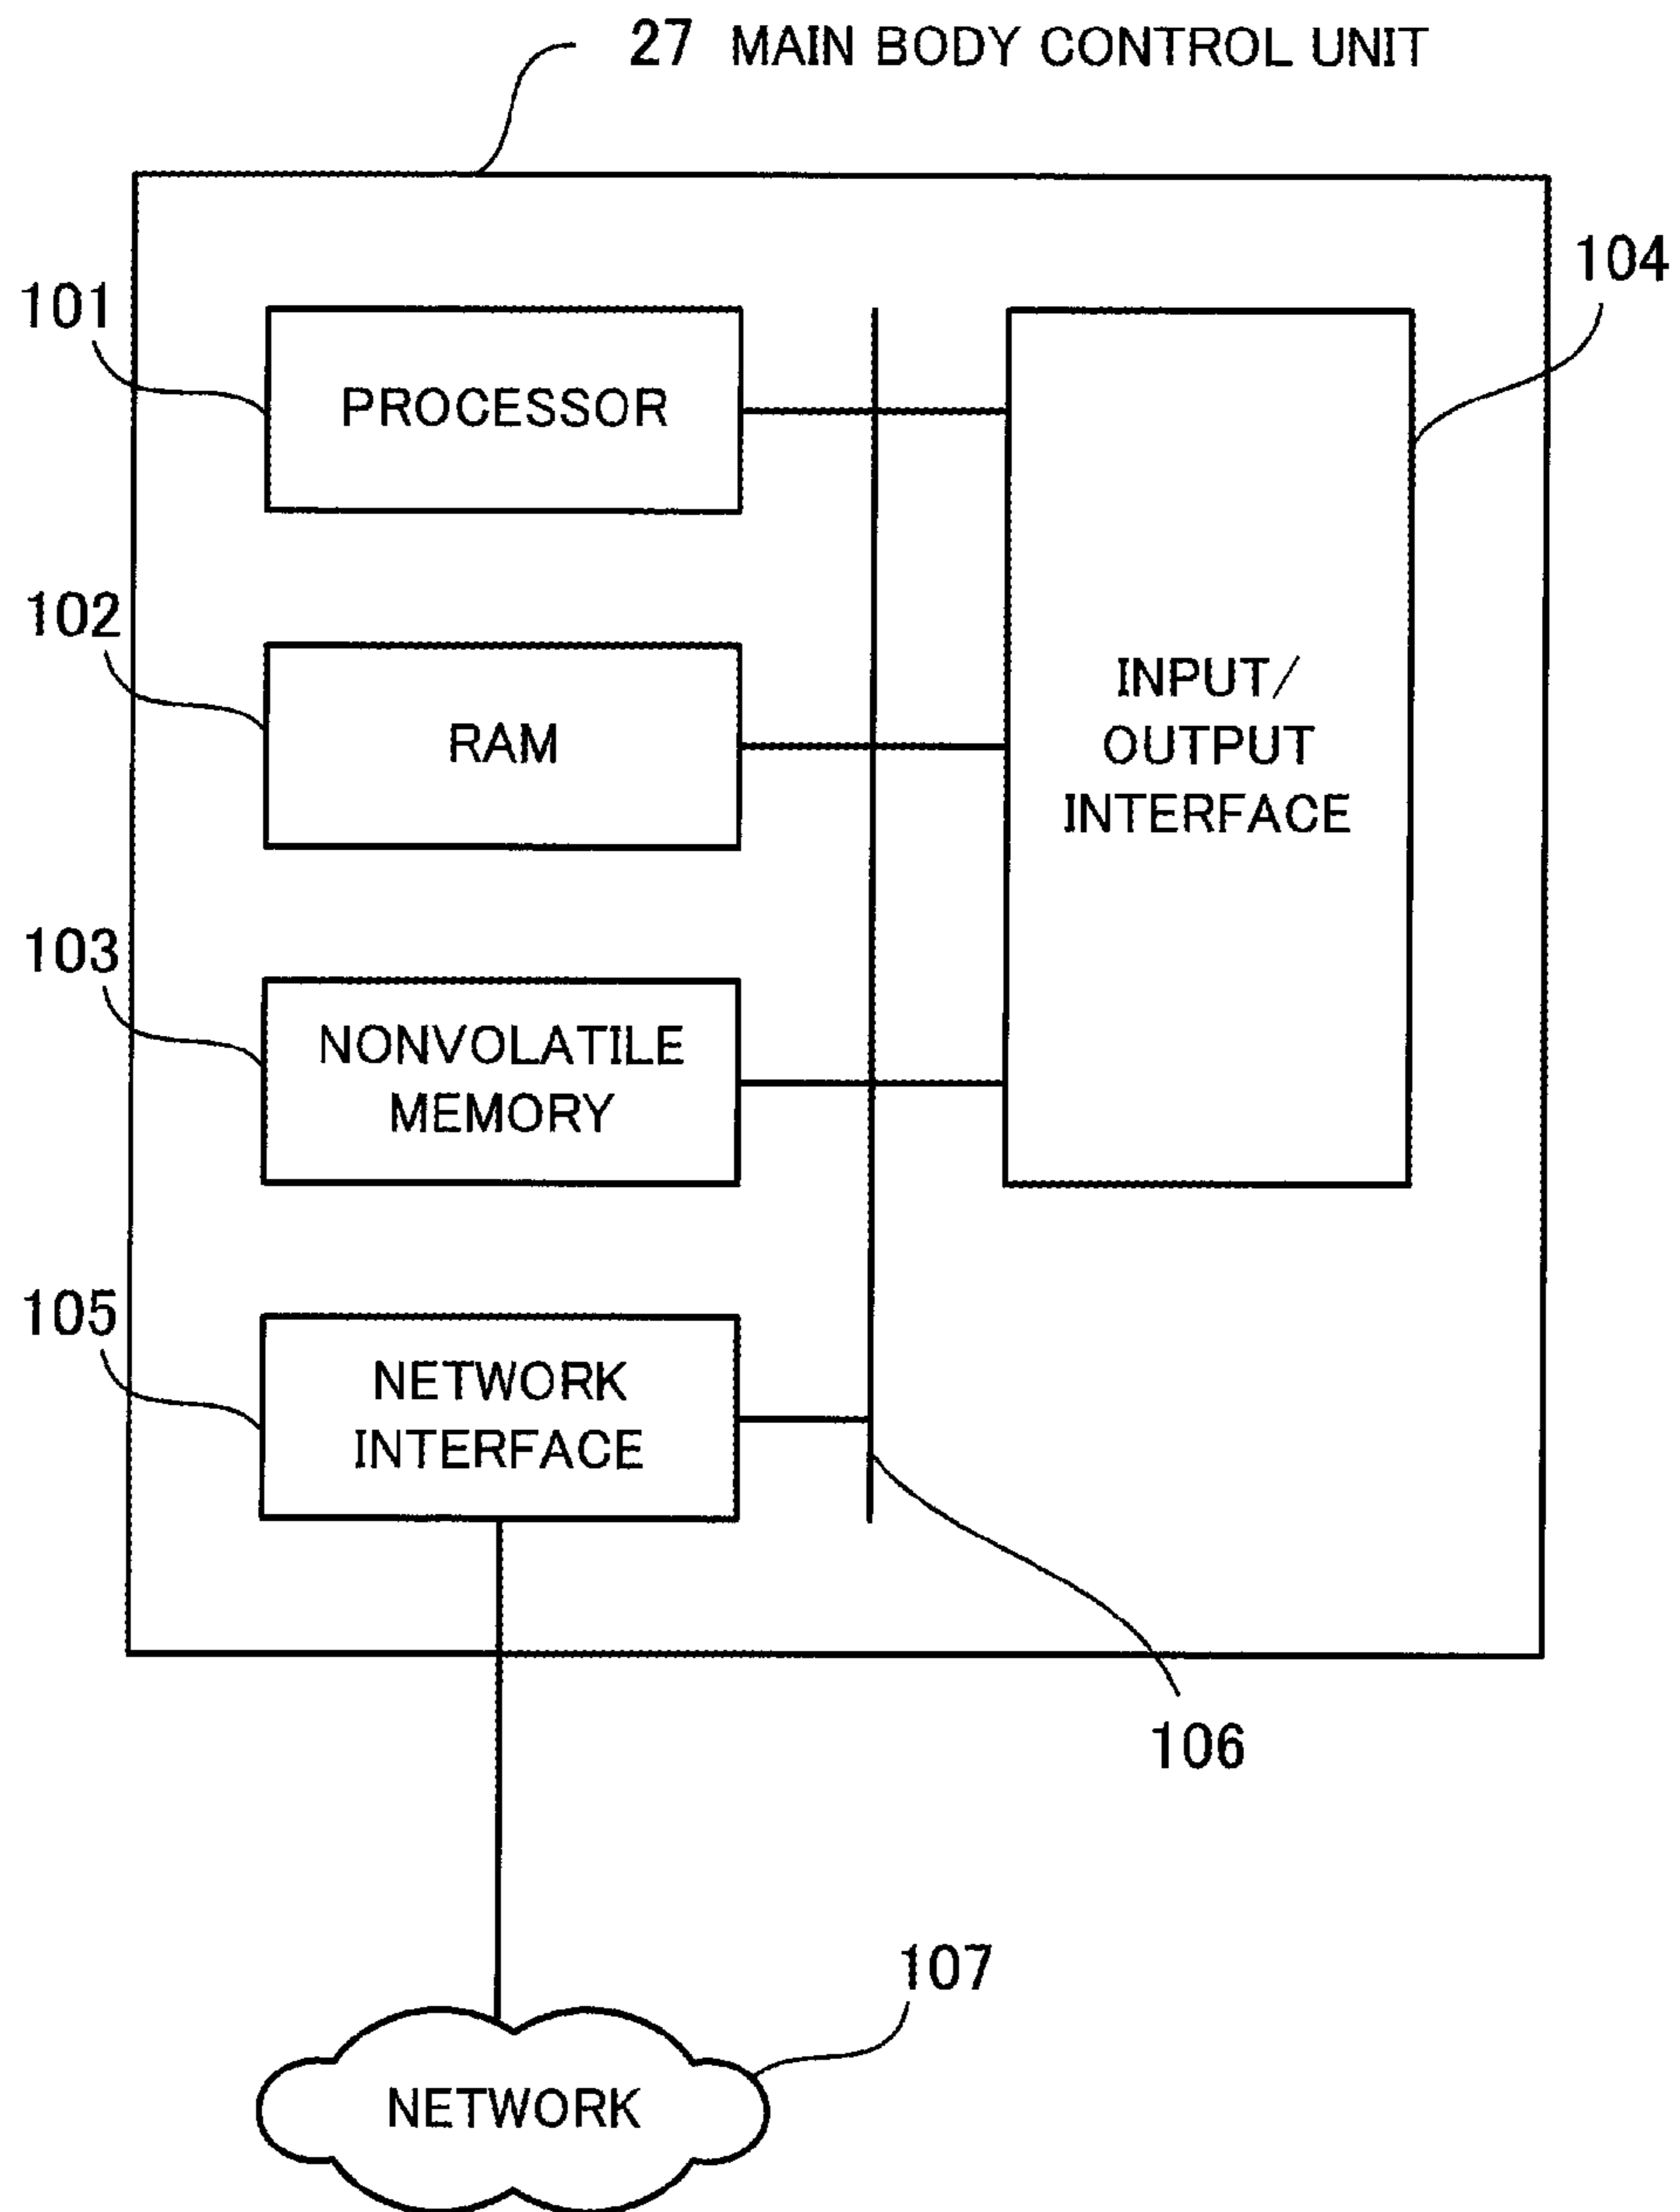 27 MAIN BODY CONTROL UNIT
104
101
PROCESSOR
102
RAM
INPUT/
OUTPUT
INTERFACE
103
NONVOLATILE
MEMORY
105
NETWORK
INTERFACE
106
107
NETWORK